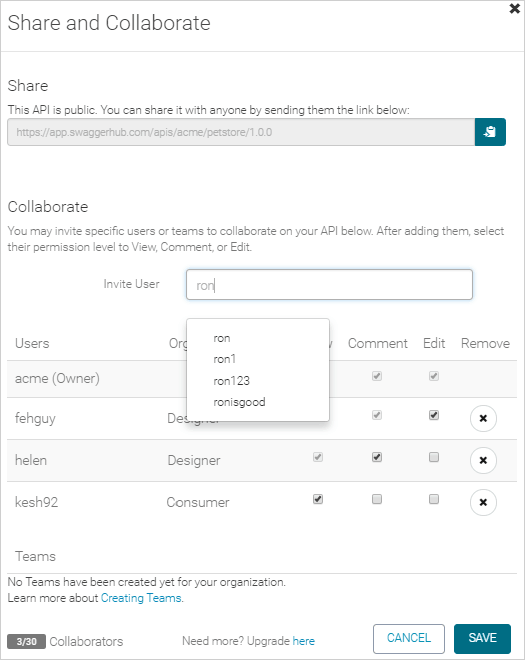 Share and Collaborate
Share
This API is public. You can share it with anyone by sending them the link below:
https://app.swaggerhub.com/apis/acme/petstore/1.0.0
Collaborate
You may invite specific users or teams to collaborate on your API below. After adding them, select
their permission level to View, Comment, or Edit.
Invite User ron
ron
ron1
ron123
ronisgood
Users Comment Edit Remove
acme (Owner)
fehguy Designer
helen Designer
kesh92 Consumer
Teams
No Teams have been created yet for your organization.
Learn more about Creating Teams.
3/30 Collaborators Need more? Upgrade here CANCEL SAVE